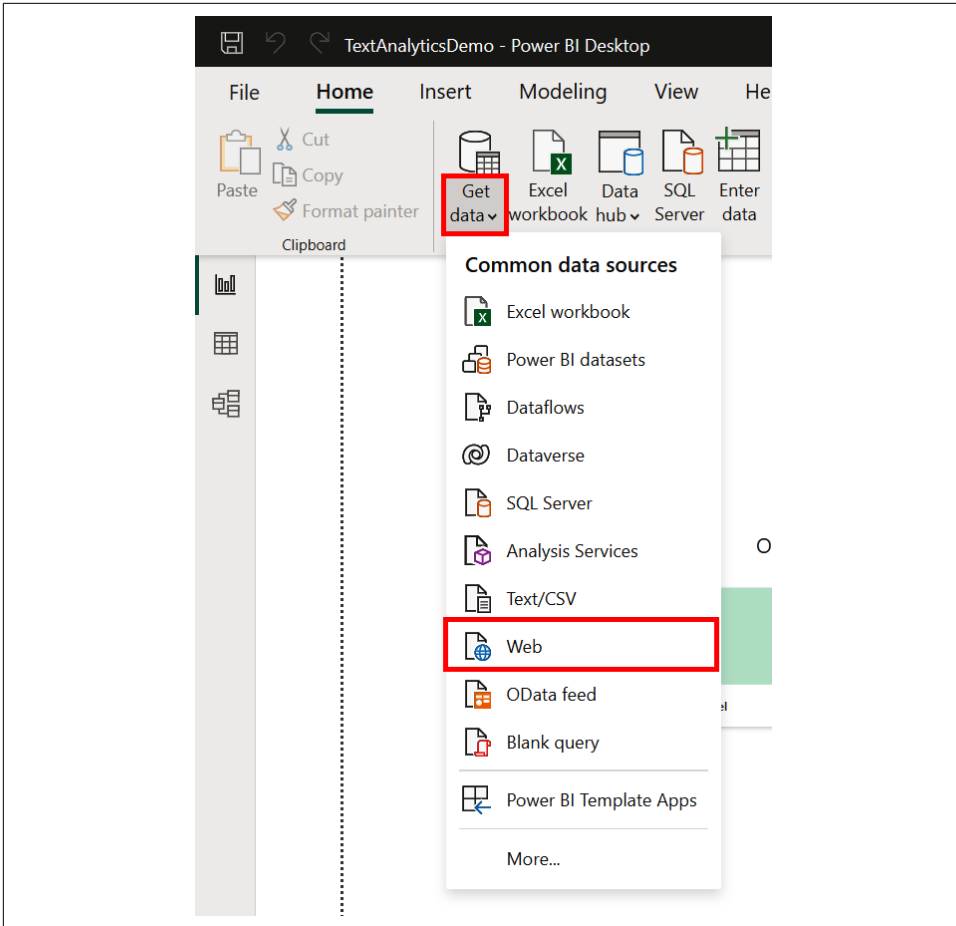 TextAnalyticsDemo - Power BI Desktop
File Home Insert Modeling View He
Cut
Copy
Format painter
Paste
Clipboard
Get data
Excel workbook
Data hub
SQL Server
Enter data
Common data sources
Excel workbook
Power BI datasets
Dataflows
Dataverse
SQL Server
Analysis Services
Text/CSV
Web
OData feed
Blank query
Power BI Template Apps
More...
O
el